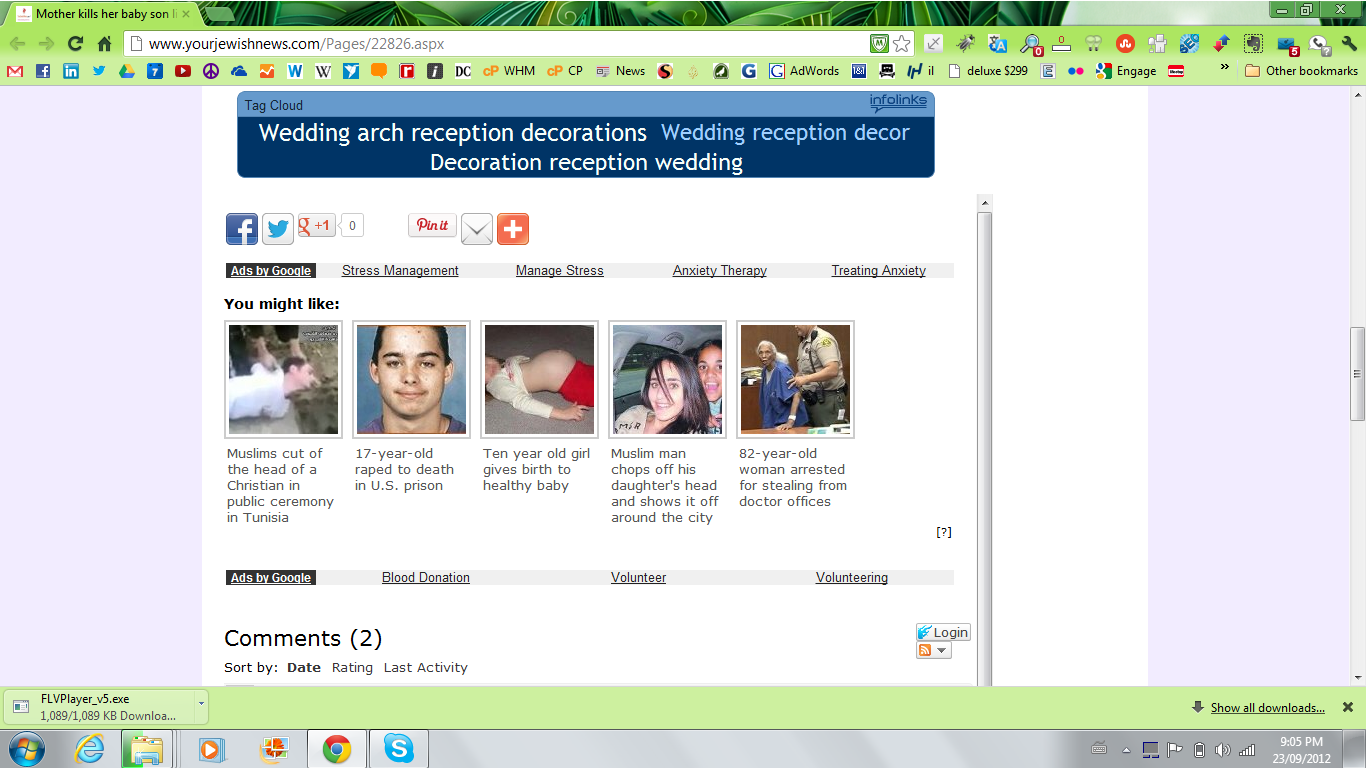 Mother kills her baby son li
www.yourjewishnews.com/Pages/22826.aspx
0
0
5
7
W
W
DC
cP WHM
cP CP
News
S
G
G AdWords
il
deluxe $299
E
Engage
»
Other bookmarks
Tag Cloud
infolinks
Wedding arch reception decorations Wedding reception decor
Decoration reception wedding
g +1 0
Pin it
Ads by Google Stress Management Manage Stress Anxiety Therapy Treating Anxiety
You might like:
Muslims cut of
the head of a
Christian in
public ceremony
in Tunisia
17-year-old
raped to death
in U.S. prison
Ten year old girl
gives birth to
healthy baby
Muslim man
chops off his
daughter's head
and shows it off
around the city
82-year-old
woman arrested
for stealing from
doctor offices
[?]
Ads by Google Blood Donation Volunteer Volunteering
Comments (2)
Login
Sort by: Date Rating Last Activity
FLVPlayer_v5.exe
1,089/1,089 KB Downloa...
Show all downloads...
9:05 PM
23/09/2012